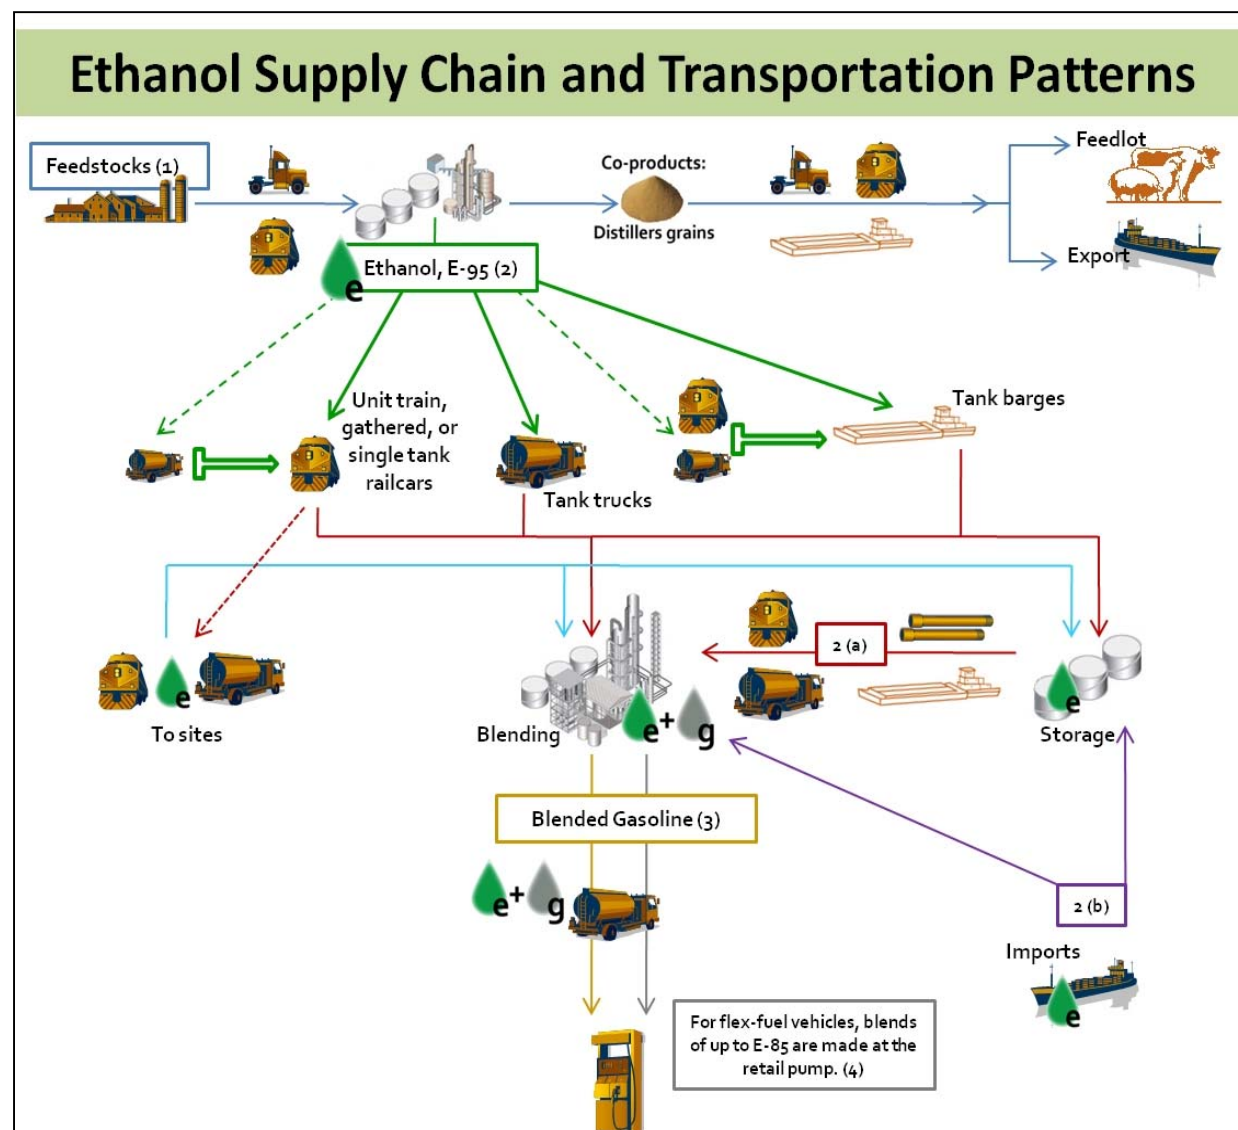 Ethanol Supply Chain and Transportation Patterns
Feedstocks (1)
Co-products:
Distillers grains
Feedlot
Export
Ethanol, E-95 (2)
e
Unit train,
gathered, or
single tank
railcars
Tank trucks
Tank barges
e
To sites
Blending
e+ g
2 (a)
e
Storage
Blended Gasoline (3)
e+ g
2 (b)
Imports
e
For flex-fuel vehicles, blends
of up to E-85 are made at the
retail pump. (4)